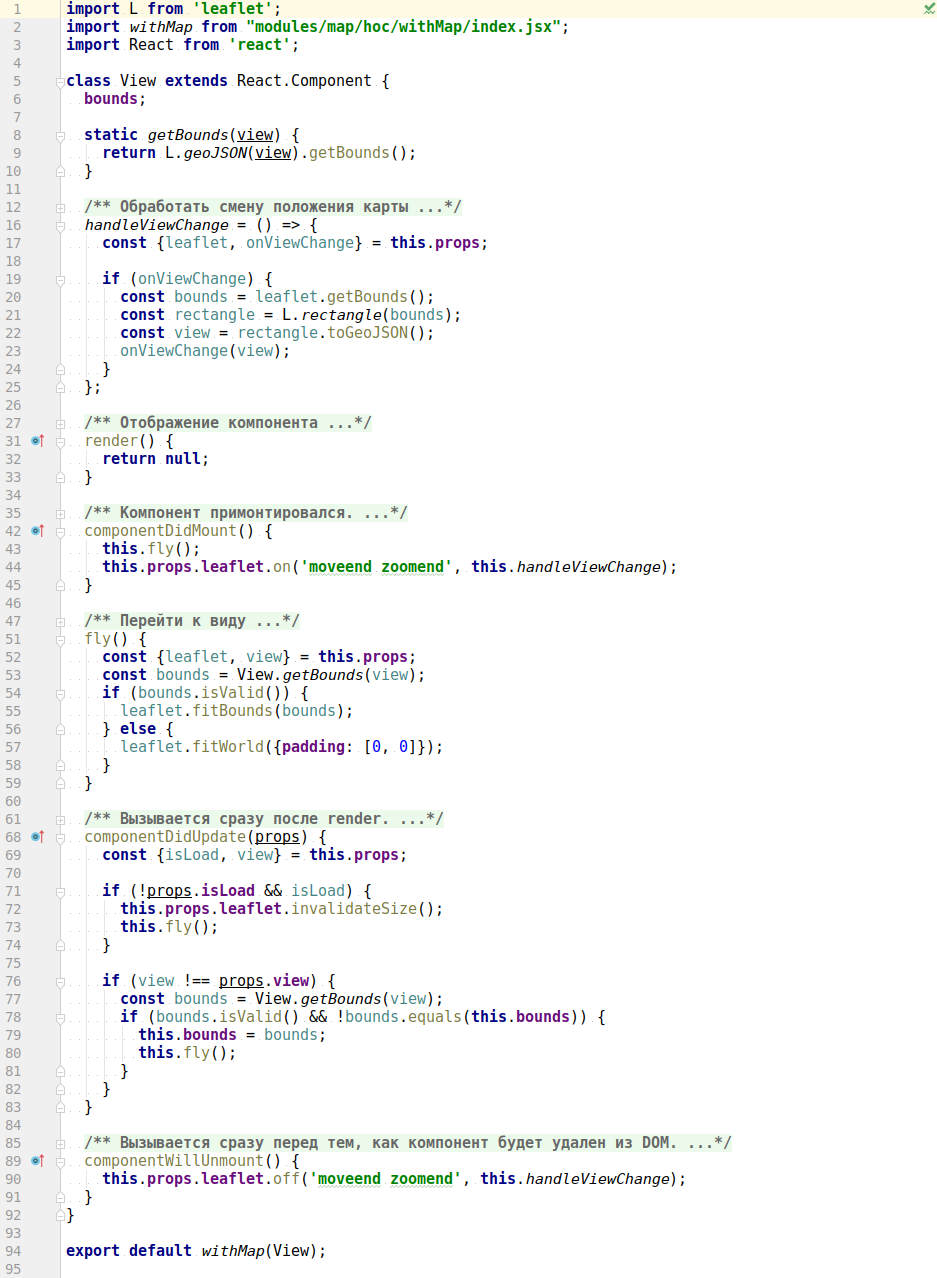 1 import L from 'leaflet';
2 import withMap from "modules/map/hoc/withMap/index.jsx";
3 import React from 'react';
4
5 class View extends React.Component {
6   bounds;
7
8   static getBounds(view) {
9     return L.geoJSON(view).getBounds();
10   }
11
12   /** Обработать смену положения карты ...*/
16   handleViewChange = () => {
17     const {leaflet, onViewChange} = this.props;
18
19     if (onViewChange) {
20       const bounds = leaflet.getBounds();
21       const rectangle = L.rectangle(bounds);
22       const view = rectangle.toGeoJSON();
23       onViewChange(view);
24     }
25   };
26
27   /** Отображение компонента ...*/
31   render() {
32     return null;
33   }
34
35   /** Компонент примонтировался. ...*/
42   componentDidMount() {
43     this.fly();
44     this.props.leaflet.on('moveend zoomend', this.handleViewChange);
45   }
46
47   /** Перейти к виду ...*/
51   fly() {
52     const {leaflet, view} = this.props;
53     const bounds = View.getBounds(view);
54     if (bounds.isValid()) {
55       leaflet.fitBounds(bounds);
56     } else {
57       leaflet.fitWorld({padding: [0, 0]});
58     }
59   }
60
61   /** Вызывается сразу после render. ...*/
68   componentDidUpdate(props) {
69     const {isLoad, view} = this.props;
70
71     if (!props.isLoad && isLoad) {
72       this.props.leaflet.invalidateSize();
73       this.fly();
74     }
75
76     if (view !== props.view) {
77       const bounds = View.getBounds(view);
78       if (bounds.isValid() && !bounds.equals(this.bounds)) {
79         this.bounds = bounds;
80         this.fly();
81       }
82     }
83   }
84
85   /** Вызывается сразу перед тем, как компонент будет удален из DOM. ...*/
89   componentWillUnmount() {
90     this.props.leaflet.off('moveend zoomend', this.handleViewChange);
91   }
92 }
93
94 export default withMap(View);
95